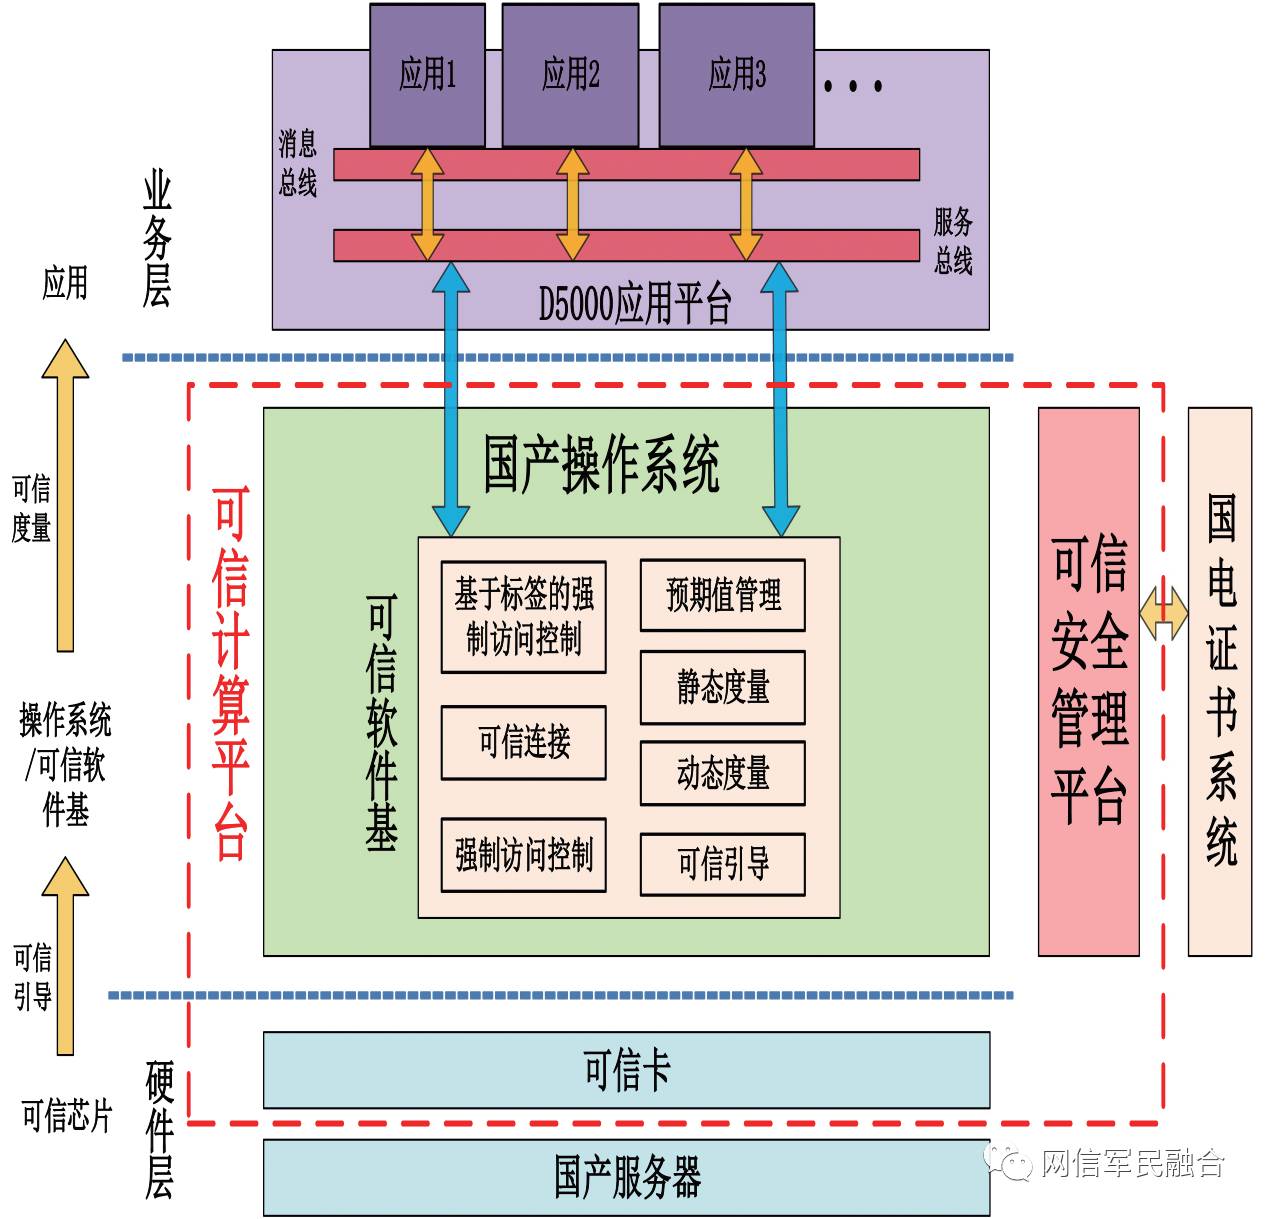 应用1
应用2
应用3
• • •
消息
总线
服务
总线
D5000应用平台
业务层
应用
可信
度量
操作系统
/可信软
件基
可信
引导
可信芯片
硬件层
可信计算平台
国产操作系统
可信软件基
基于标签的强
制访问控制
可信连接
强制访问控制
预期值管理
静态度量
动态度量
可信引导
可信
安全
管理
平台
国电证书系统
可信卡
国产服务器
网信军民融合